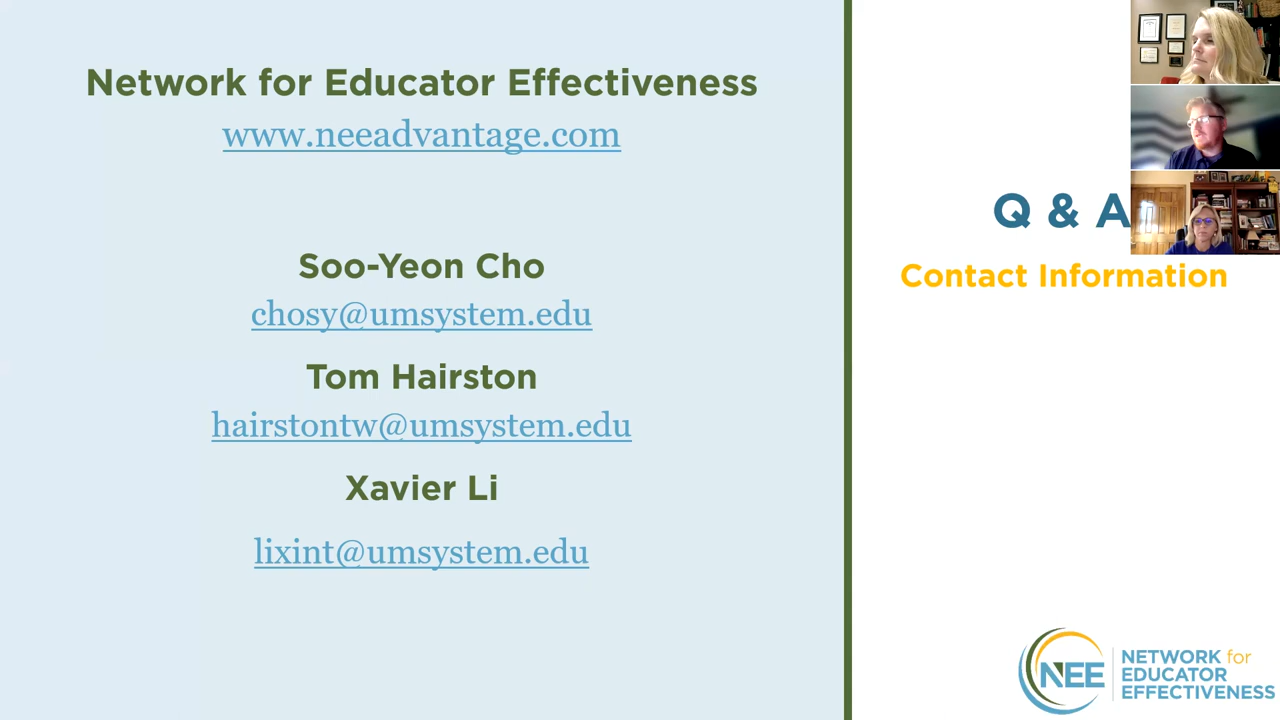 Network for Educator Effectiveness
www.neeadvantage.com
Soo-Yeon Cho
chosy@umsystem.edu
Tom Hairston
hairstontw@umsystem.edu
Xavier Li
lixint@umsystem.edu
Q & A
Contact Information
NEE
NETWORK for
EDUCATOR
EFFECTIVENESS